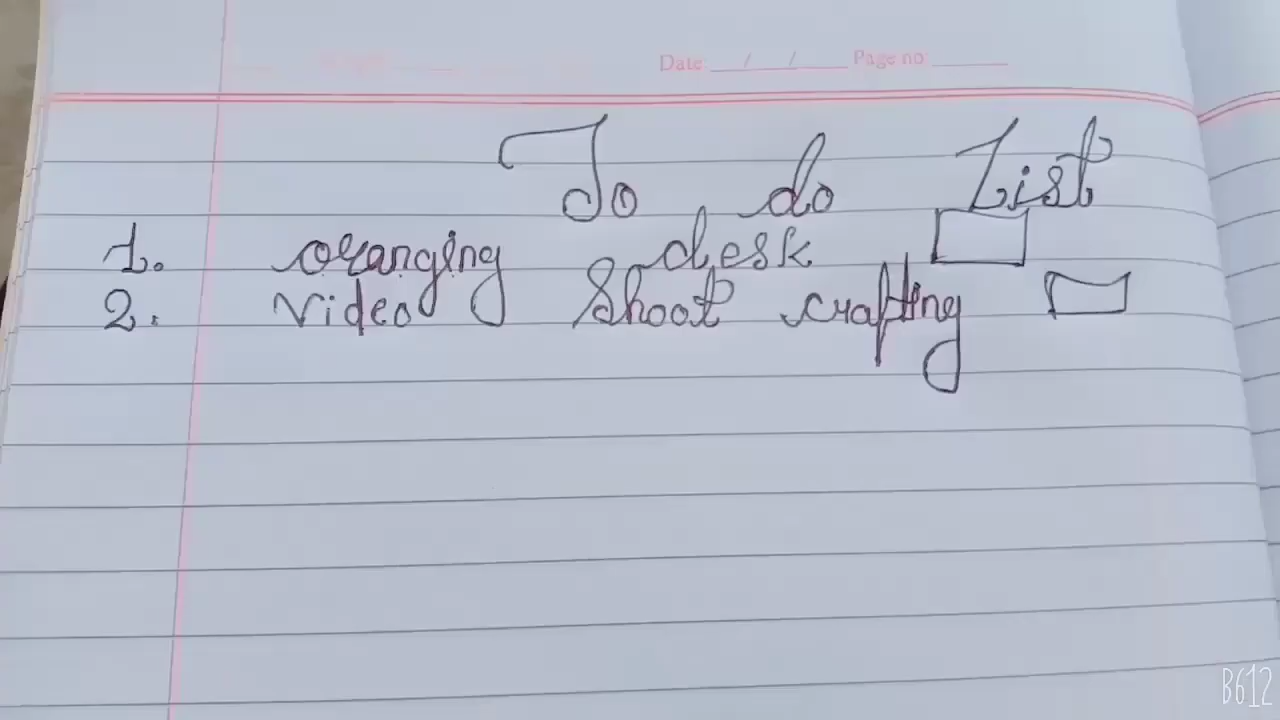 Date / / Page no
To do List
1. oranging desk
2. Video Shoot crafting
B612